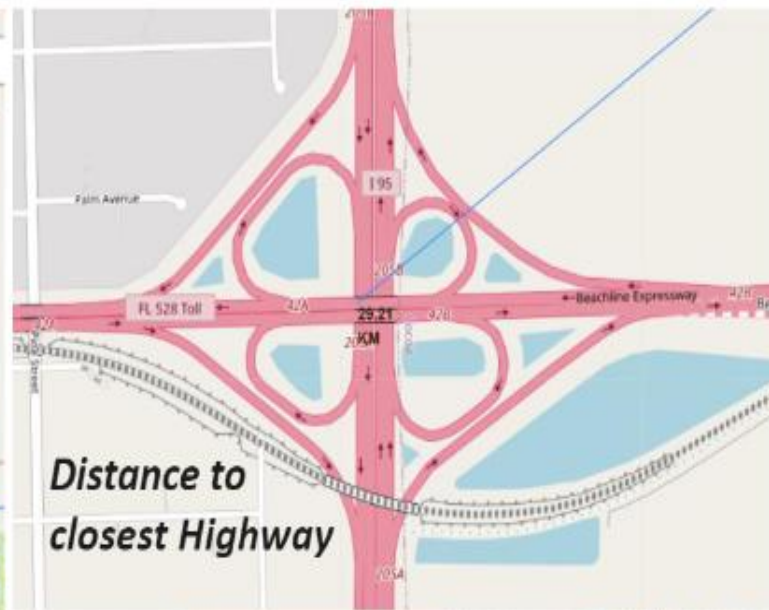 I 95
Palm Avenue
205B
Beachline Expressway
42B
FL 528 Toll
42A
29.21
KM
42B
Distance to
closest Highway
205A